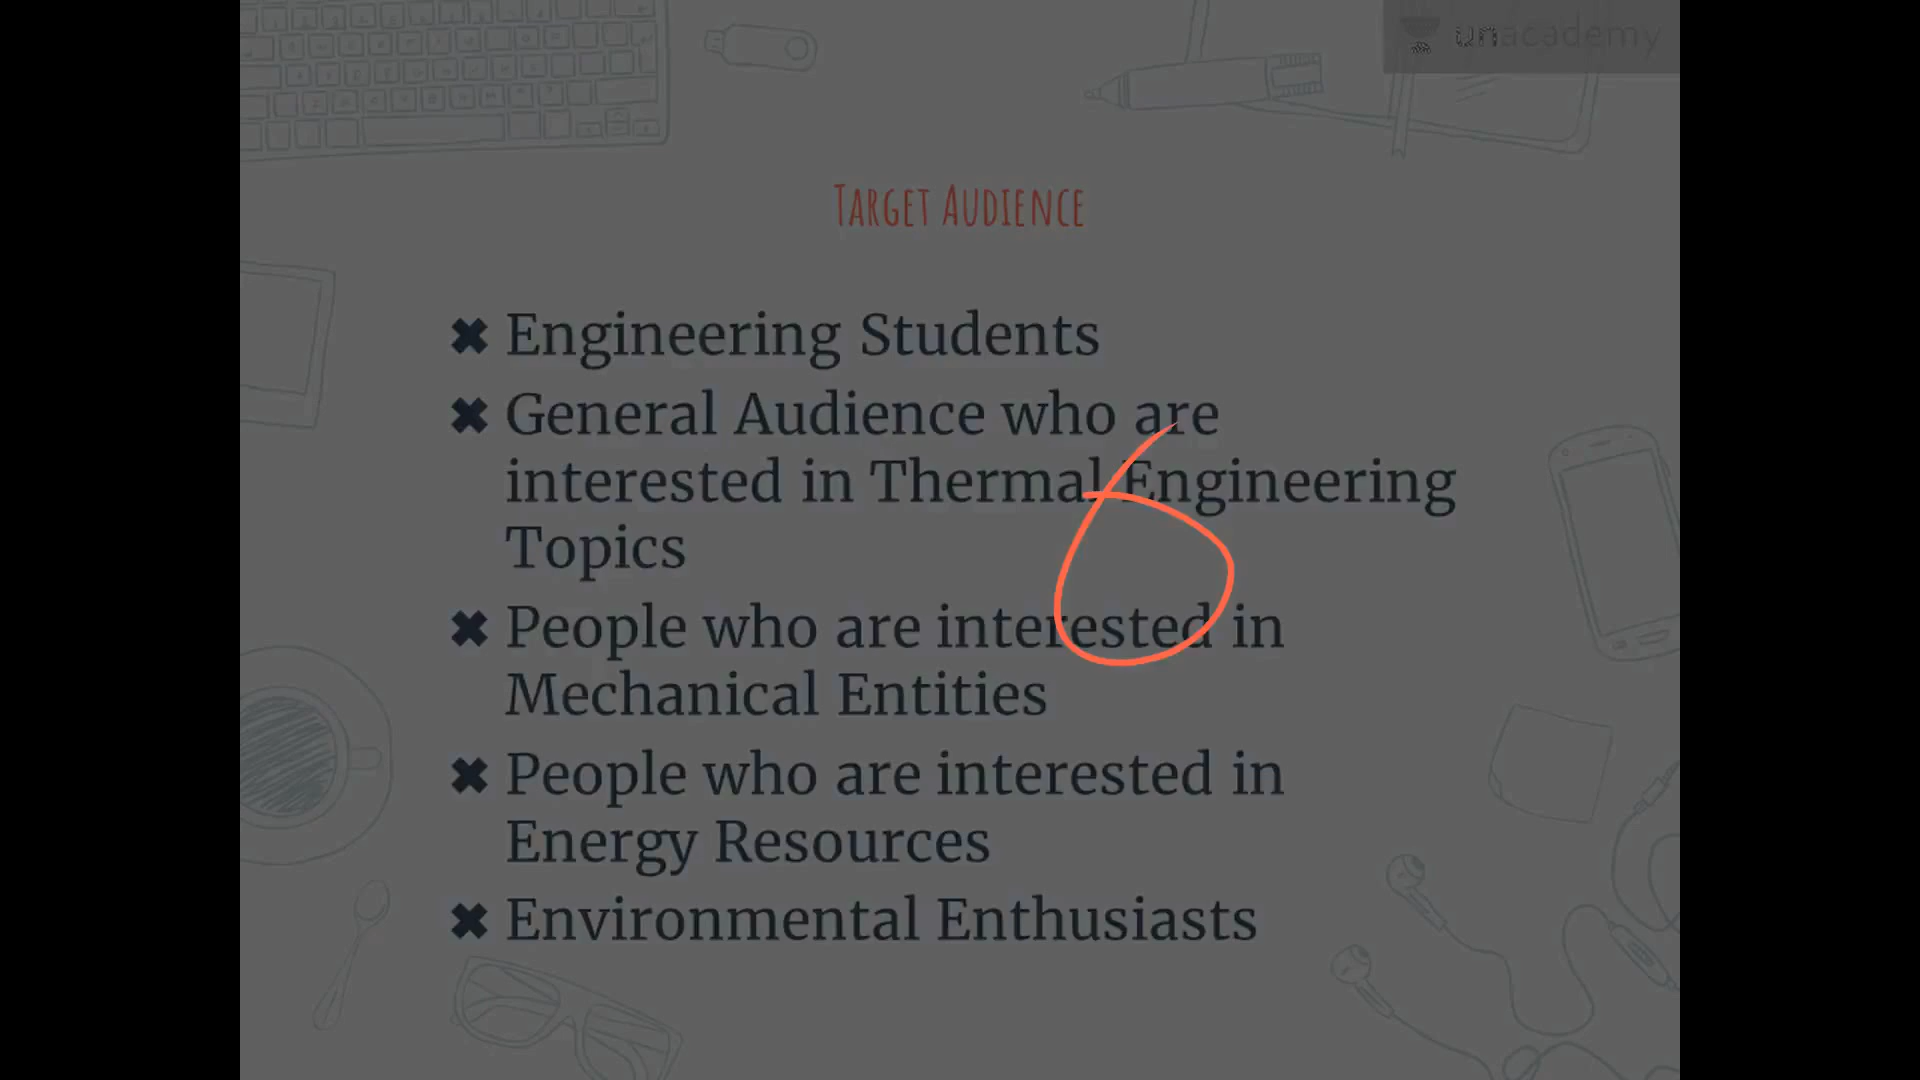 unacademy
Target Audience
✖ Engineering Students
✖ General Audience who are
interested in Thermal Engineering
Topics
✖ People who are interested in
Mechanical Entities
✖ People who are interested in
Energy Resources
✖ Environmental Enthusiasts